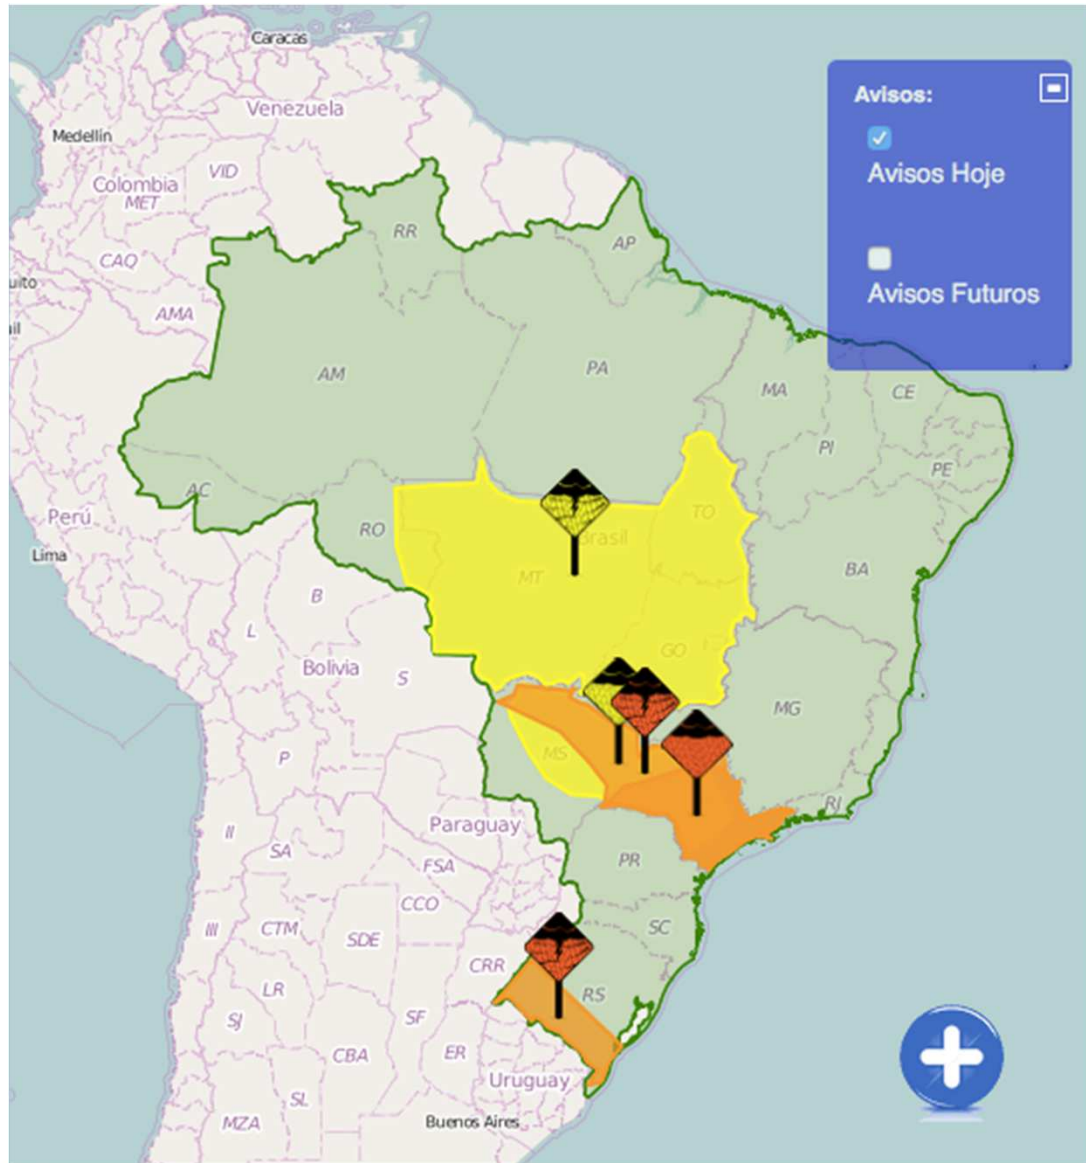 Caracas
Venezuela
Medellín
Colombia
VID
MET
CAQ
AMA
uito
RR
AP
Avisos:
Avisos Hoje
Avisos Futuros
AM
PA
MA
CE
PI
PE
AC
RO
Perú
Lima
TO
Brasil
MT
BA
GO
B
L
Bolivia
S
MG
MS
P
RJ
Paraguay
II
SA
FSA
PR
CCO
III
CTM
SDE
SC
CRR
LR
RS
SJ
SF
CBA
ER
SL
Uruguay
MZA
Buenos Aires